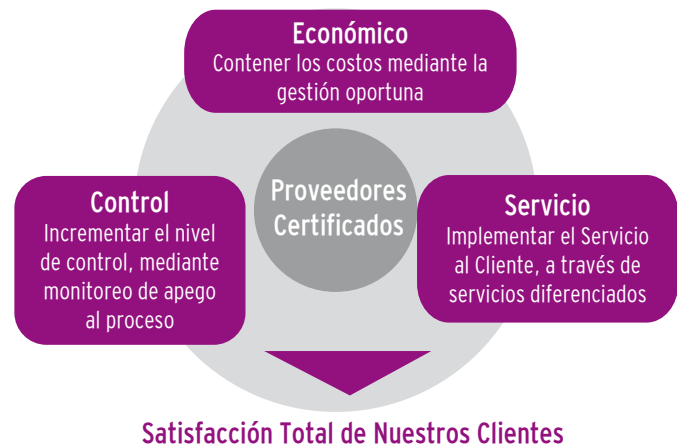 Económico
Contener los costos mediante la
gestión oportuna
Proveedores
Certificados
Control
Incrementar el nivel
de control, mediante
monitoreo de apego
al proceso
Servicio
Implementar el Servicio
al Cliente, a través de
servicios diferenciados
Satisfacción Total de Nuestros Clientes